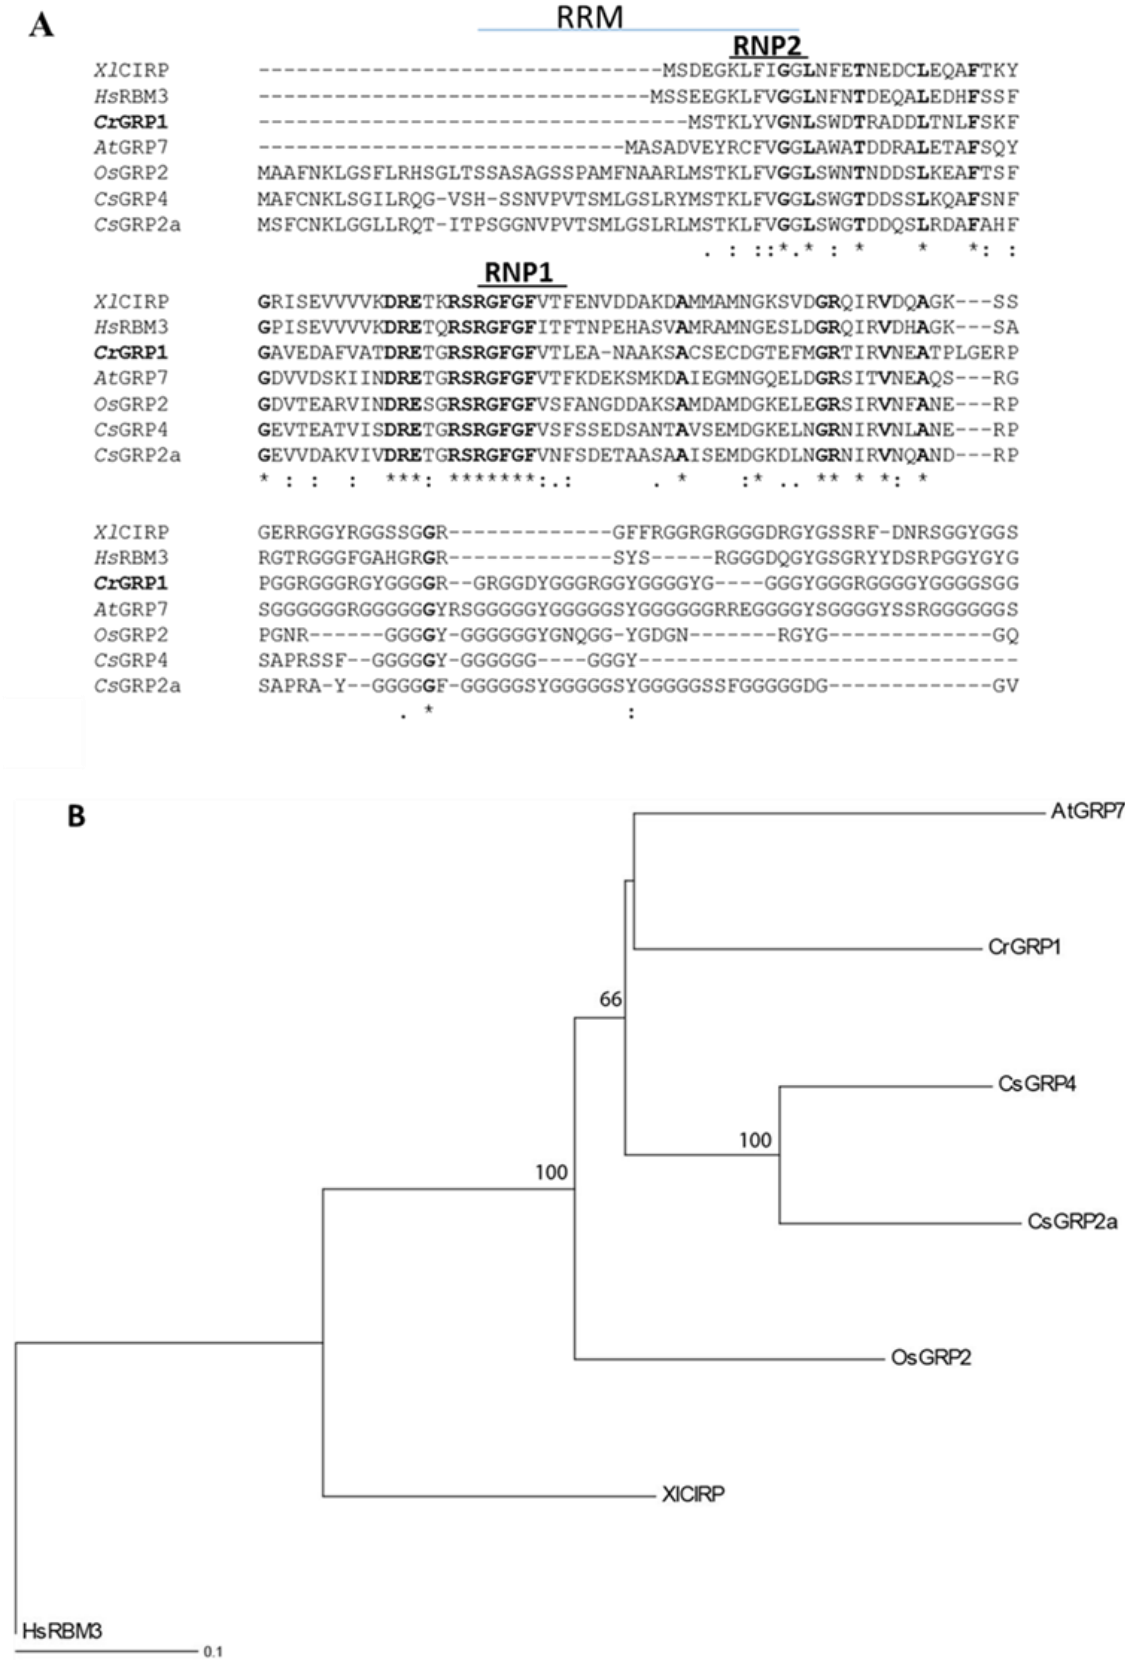 A
RRM
RNP2
XlCIRP --------------------------------MSDEGKLFIGGLNFETNEDCLEQAFTKY
HsRBM3 -------------------------------MSSEEGKLFVGGLNFNTDEQALEDHFSSF
CrGRP1 ----------------------------------MSTKLYVGNLSWDTRADDLTNLFSKF
AtGRP7 -----------------------------MASADVEYRCFVGGLAWATDDRALETAFSQY
OsGRP2 MAAFNKLGSFLRHSGLTSSASAGSSPAMFNAARLMSTKLFVGGLSWNTNDDSLKEAFTSF
CsGRP4 MAFCNKLSGILRQG-VSH-SSNVPVTSMLGSLRYMSTKLFVGGLSWGTDDSSLKQAFSNF
CsGRP2a MSFCNKLGGLLRQT-ITPSGGNVPVTSMLGSLRLMSTKLFVGGLSWGTDDQSLRDAFAHF
. : ::*.* : * * *: :
RNP1
XlCIRP GRISEVVVVKDRETKRSRGFGFVTFENVDDAKDAMMAMNGKSVDGRQIRVDQAGK---SS
HsRBM3 GPISEVVVVKDRETQRSRGFGFITFTNPEHASVAMRAMNGESLDGRQIRVDHAGK---SA
CrGRP1 GAVEDAFVATDRETGRSRGFGFVTLEA-NAAKSACSECDGTEFMGRTIRVNEATPLGERP
AtGRP7 GDVVDSKIINDRETGRSRGFGFVTFKDEKSMKDAIEGMNGQELDGRSITVNEAQS---RG
OsGRP2 GDVTEARVINDRESGRSRGFGFVSFANGDDAKSAMDAMDGKELEGRSIRVNFANE---RP
CsGRP4 GEVTEATVISDRETGRSRGFGFVSFSSEDSANTAVSEMDGKELNGRNIRVNLANE---RP
CsGRP2a GEVVDAKVIVDRETGRSRGFGFVNFSDETAASAAISEMDGKDLNGRNIRVNQAND---RP
* : : : ***: *******:.: . * :* .. ** * *: *
XlCIRP GERRGGYRGGSSGGR-------------GFFRGGRGRGGGDRGYGSSRF-DNRSGGYGGS
HsRBM3 RGTRGGGFGAHGRGR-------------SYS-----RGGGDQGYGSGRYYDSRPGGYGYG
CrGRP1 PGGRGGGRGYGGGGR--GRGGDYGGGRGGYGGGGYG----GGGYGGGRGGGGYGGGGSGG
AtGRP7 SGGGGGGRGGGGGGYRSGGGGGYGGGGGSYGGGGGGRREGGGGYSGGGGYSSRGGGGGGS
OsGRP2 PGNR------GGGGY-GGGGGGYGNQGG-YGDGN-------RGYG-------------GQ
CsGRP4 SAPRSSF--GGGGGY-GGGGGG----GGGY------------------------------
CsGRP2a SAPRA-Y--GGGGGF-GGGGGSYGGGGGSYGGGGGSSFGGGGGDG-------------GV
. * :
B
AtGRP7
CrGRP1
66
CsGRP4
100
100
CsGRP2a
OsGRP2
XlCIRP
HsRBM3
0.1